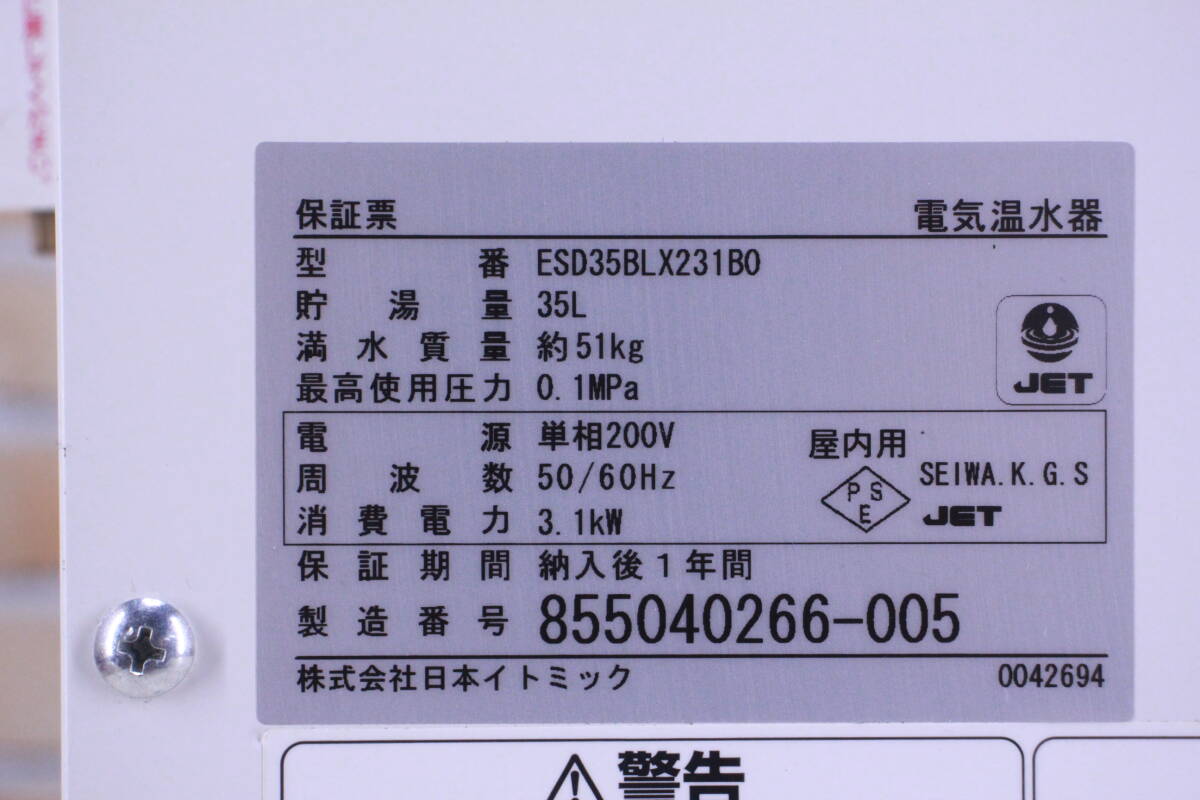 保証票 電気温水器
型番 ESD35BLX231B0
貯湯量 35L
満水質量 約51kg
最高使用圧力 0.1MPa
JET
電源 単相200V 屋内用
周波数 50/60Hz
PSE SEIWA.K.G.S
消費電力 3.1kW
JET
保証期間 納入後1年間
製造番号 855040266-005
株式会社日本イトミック 0042694
警告